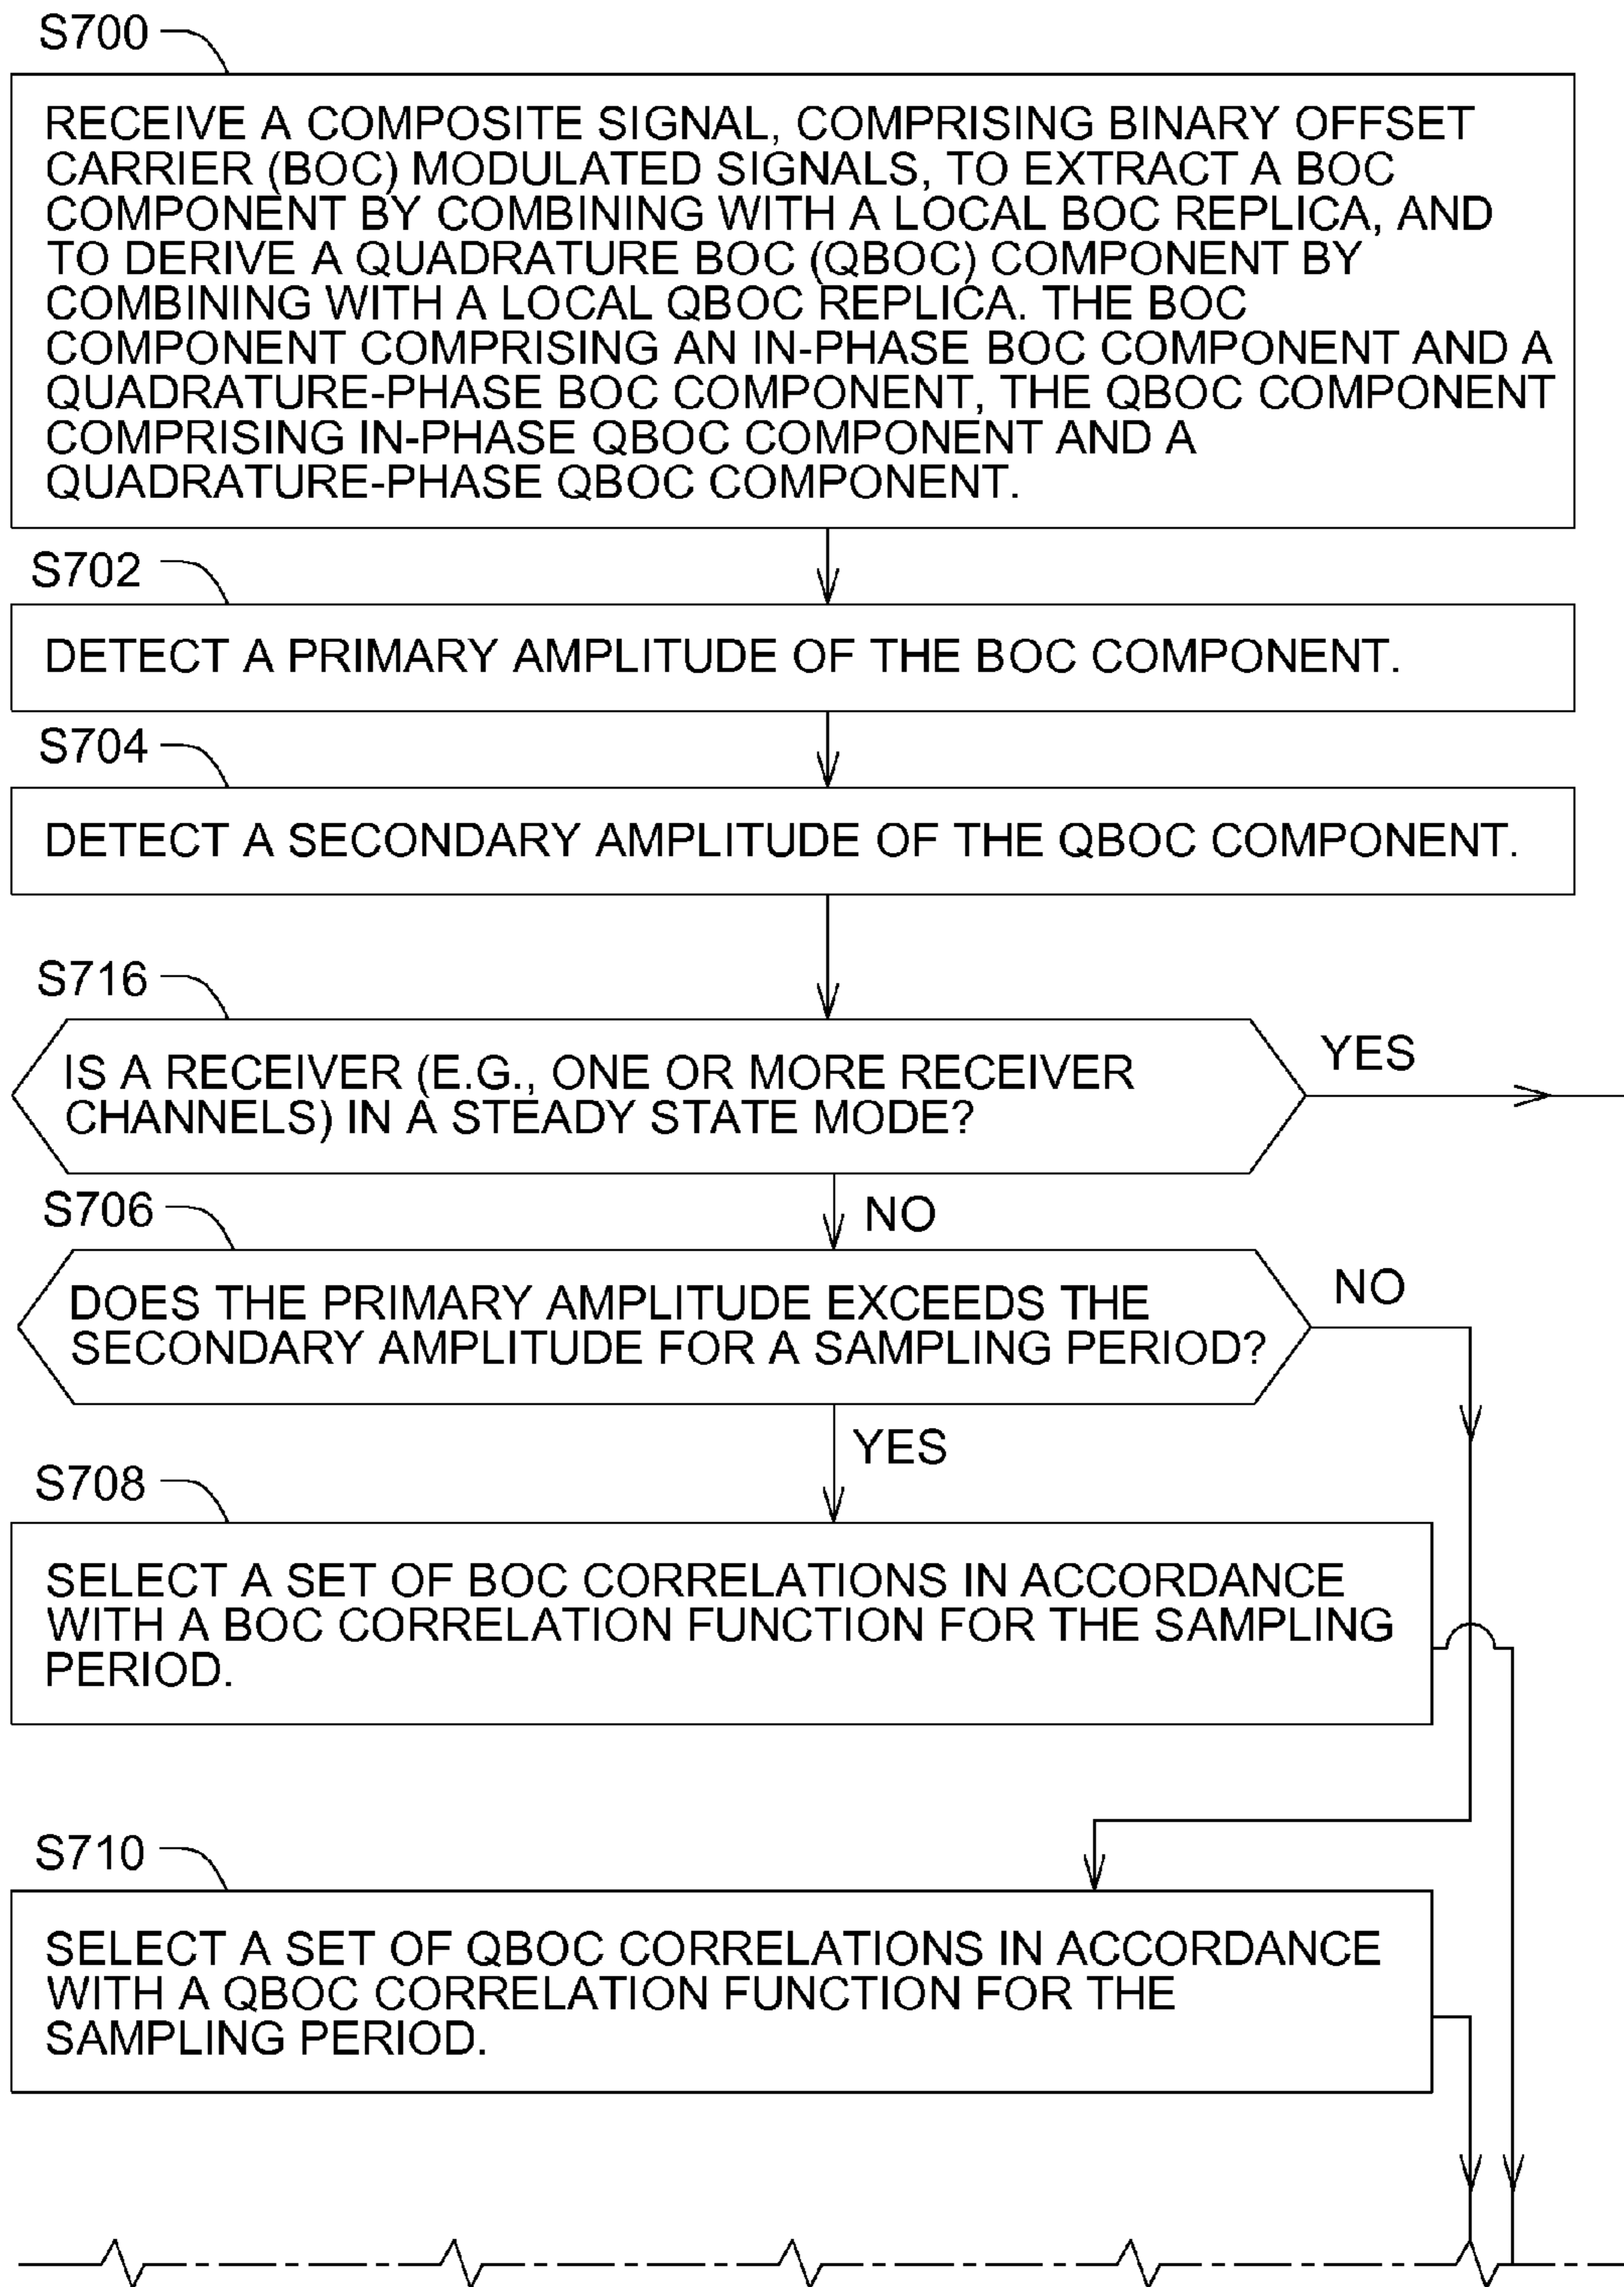 S700
RECEIVE A COMPOSITE SIGNAL, COMPRISING BINARY OFFSET
CARRIER (BOC) MODULATED SIGNALS, TO EXTRACT A BOC
COMPONENT BY COMBINING WITH A LOCAL BOC REPLICA, AND
TO DERIVE A QUADRATURE BOC (QBOC) COMPONENT BY
COMBINING WITH A LOCAL QBOC REPLICA. THE BOC
COMPONENT COMPRISING AN IN-PHASE BOC COMPONENT AND A
QUADRATURE-PHASE BOC COMPONENT, THE QBOC COMPONENT
COMPRISING IN-PHASE QBOC COMPONENT AND A
QUADRATURE-PHASE QBOC COMPONENT.
S702
DETECT A PRIMARY AMPLITUDE OF THE BOC COMPONENT.
S704
DETECT A SECONDARY AMPLITUDE OF THE QBOC COMPONENT.
S716
IS A RECEIVER (E.G., ONE OR MORE RECEIVER
CHANNELS) IN A STEADY STATE MODE?
YES
NO
S706
DOES THE PRIMARY AMPLITUDE EXCEEDS THE
SECONDARY AMPLITUDE FOR A SAMPLING PERIOD?
NO
YES
S708
SELECT A SET OF BOC CORRELATIONS IN ACCORDANCE
WITH A BOC CORRELATION FUNCTION FOR THE SAMPLING
PERIOD.
S710
SELECT A SET OF QBOC CORRELATIONS IN ACCORDANCE
WITH A QBOC CORRELATION FUNCTION FOR THE
SAMPLING PERIOD.